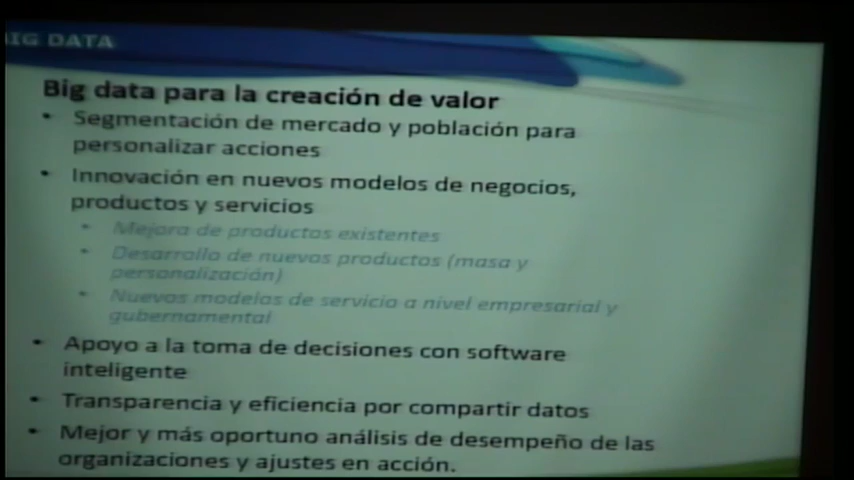 BIG DATA
Big data para la creación de valor
• Segmentación de mercado y población para
personalizar acciones
• Innovación en nuevos modelos de negocios,
productos y servicios
• Mejora de productos existentes
• Desarrollo de nuevos productos (masa y
personalización)
• Nuevos modelos de servicio a nivel empresarial y
gubernamental
• Apoyo a la toma de decisiones con software
inteligente
• Transparencia y eficiencia por compartir datos
• Mejor y más oportuno análisis de desempeño de las
organizaciones y ajustes en acción.